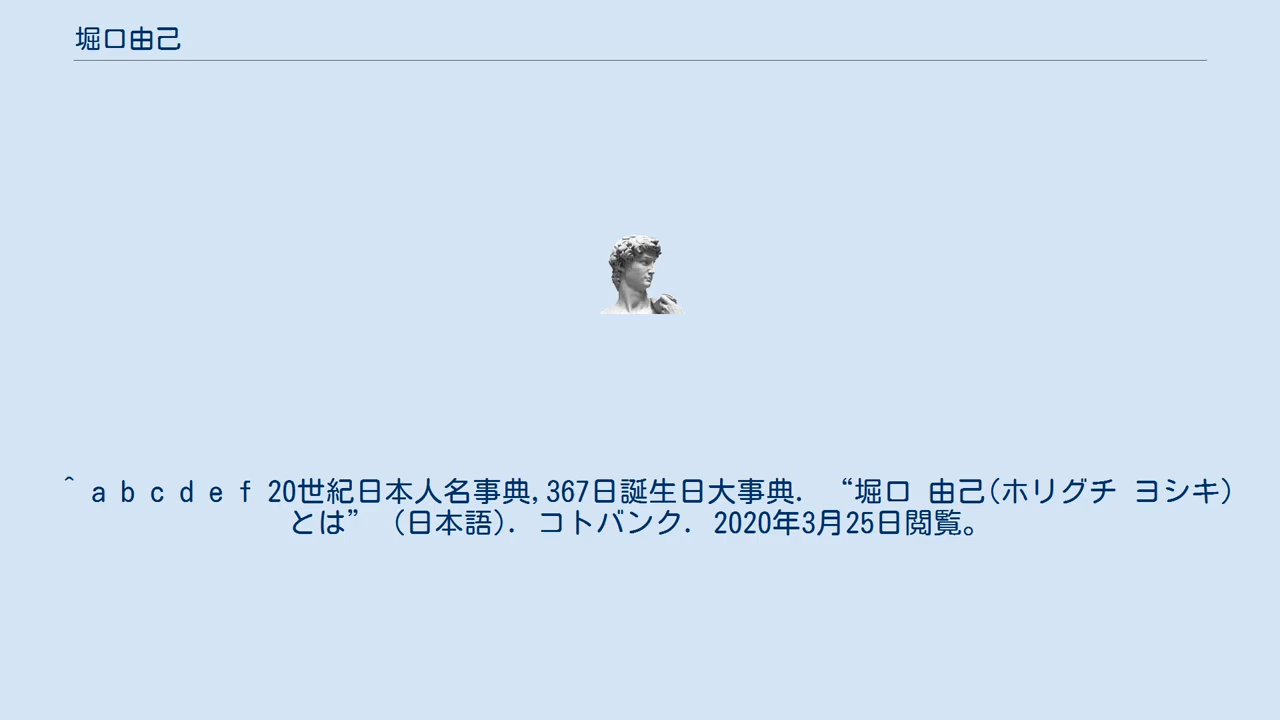 堀口由己
^ a b c d e f 20世紀日本人名事典,367日誕生日大事典. “堀口 由己(ホリグチ ヨシキ)
とは” (日本語). コトバンク. 2020年3月25日閲覧。